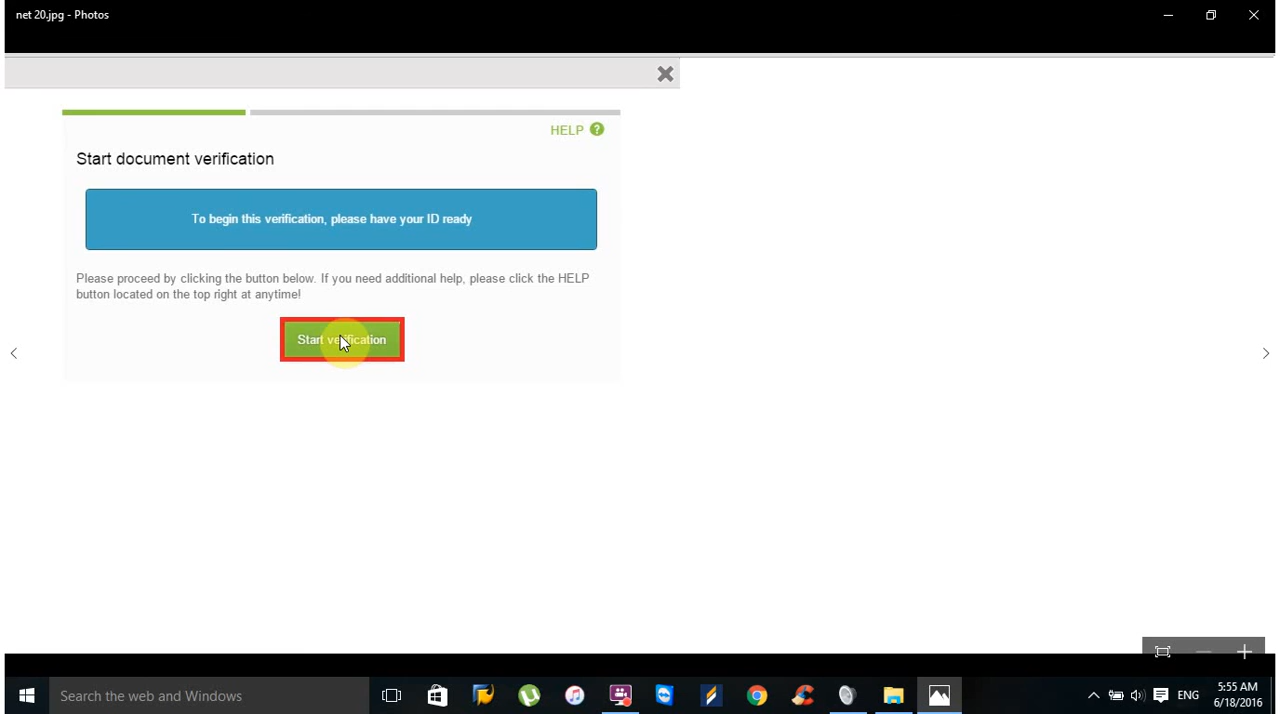 net 20.jpg - Photos
HELP ?
Start document verification
To begin this verification, please have your ID ready
Please proceed by clicking the button below. If you need additional help, please click the HELP
button located on the top right at anytime!
Start verification
Search the web and Windows
ENG
5:55 AM
6/18/2016